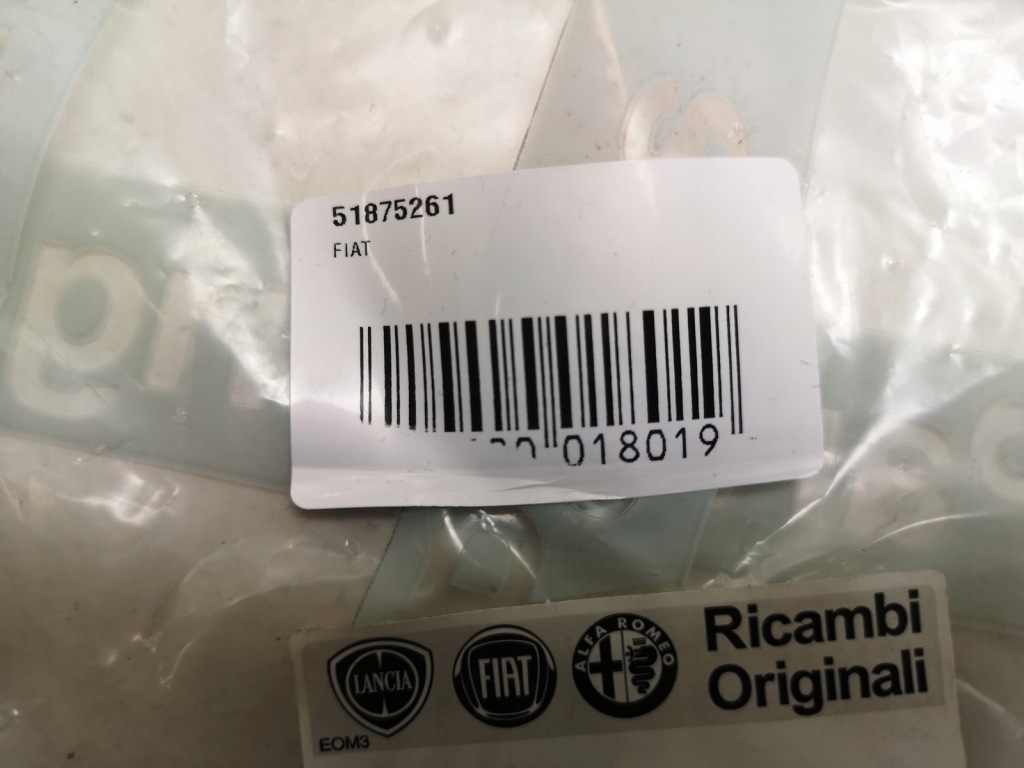 51875261
FIAT
018019
LANCIA
FIAT
ALFA ROMEO
Ricambi
Originali
EOM3